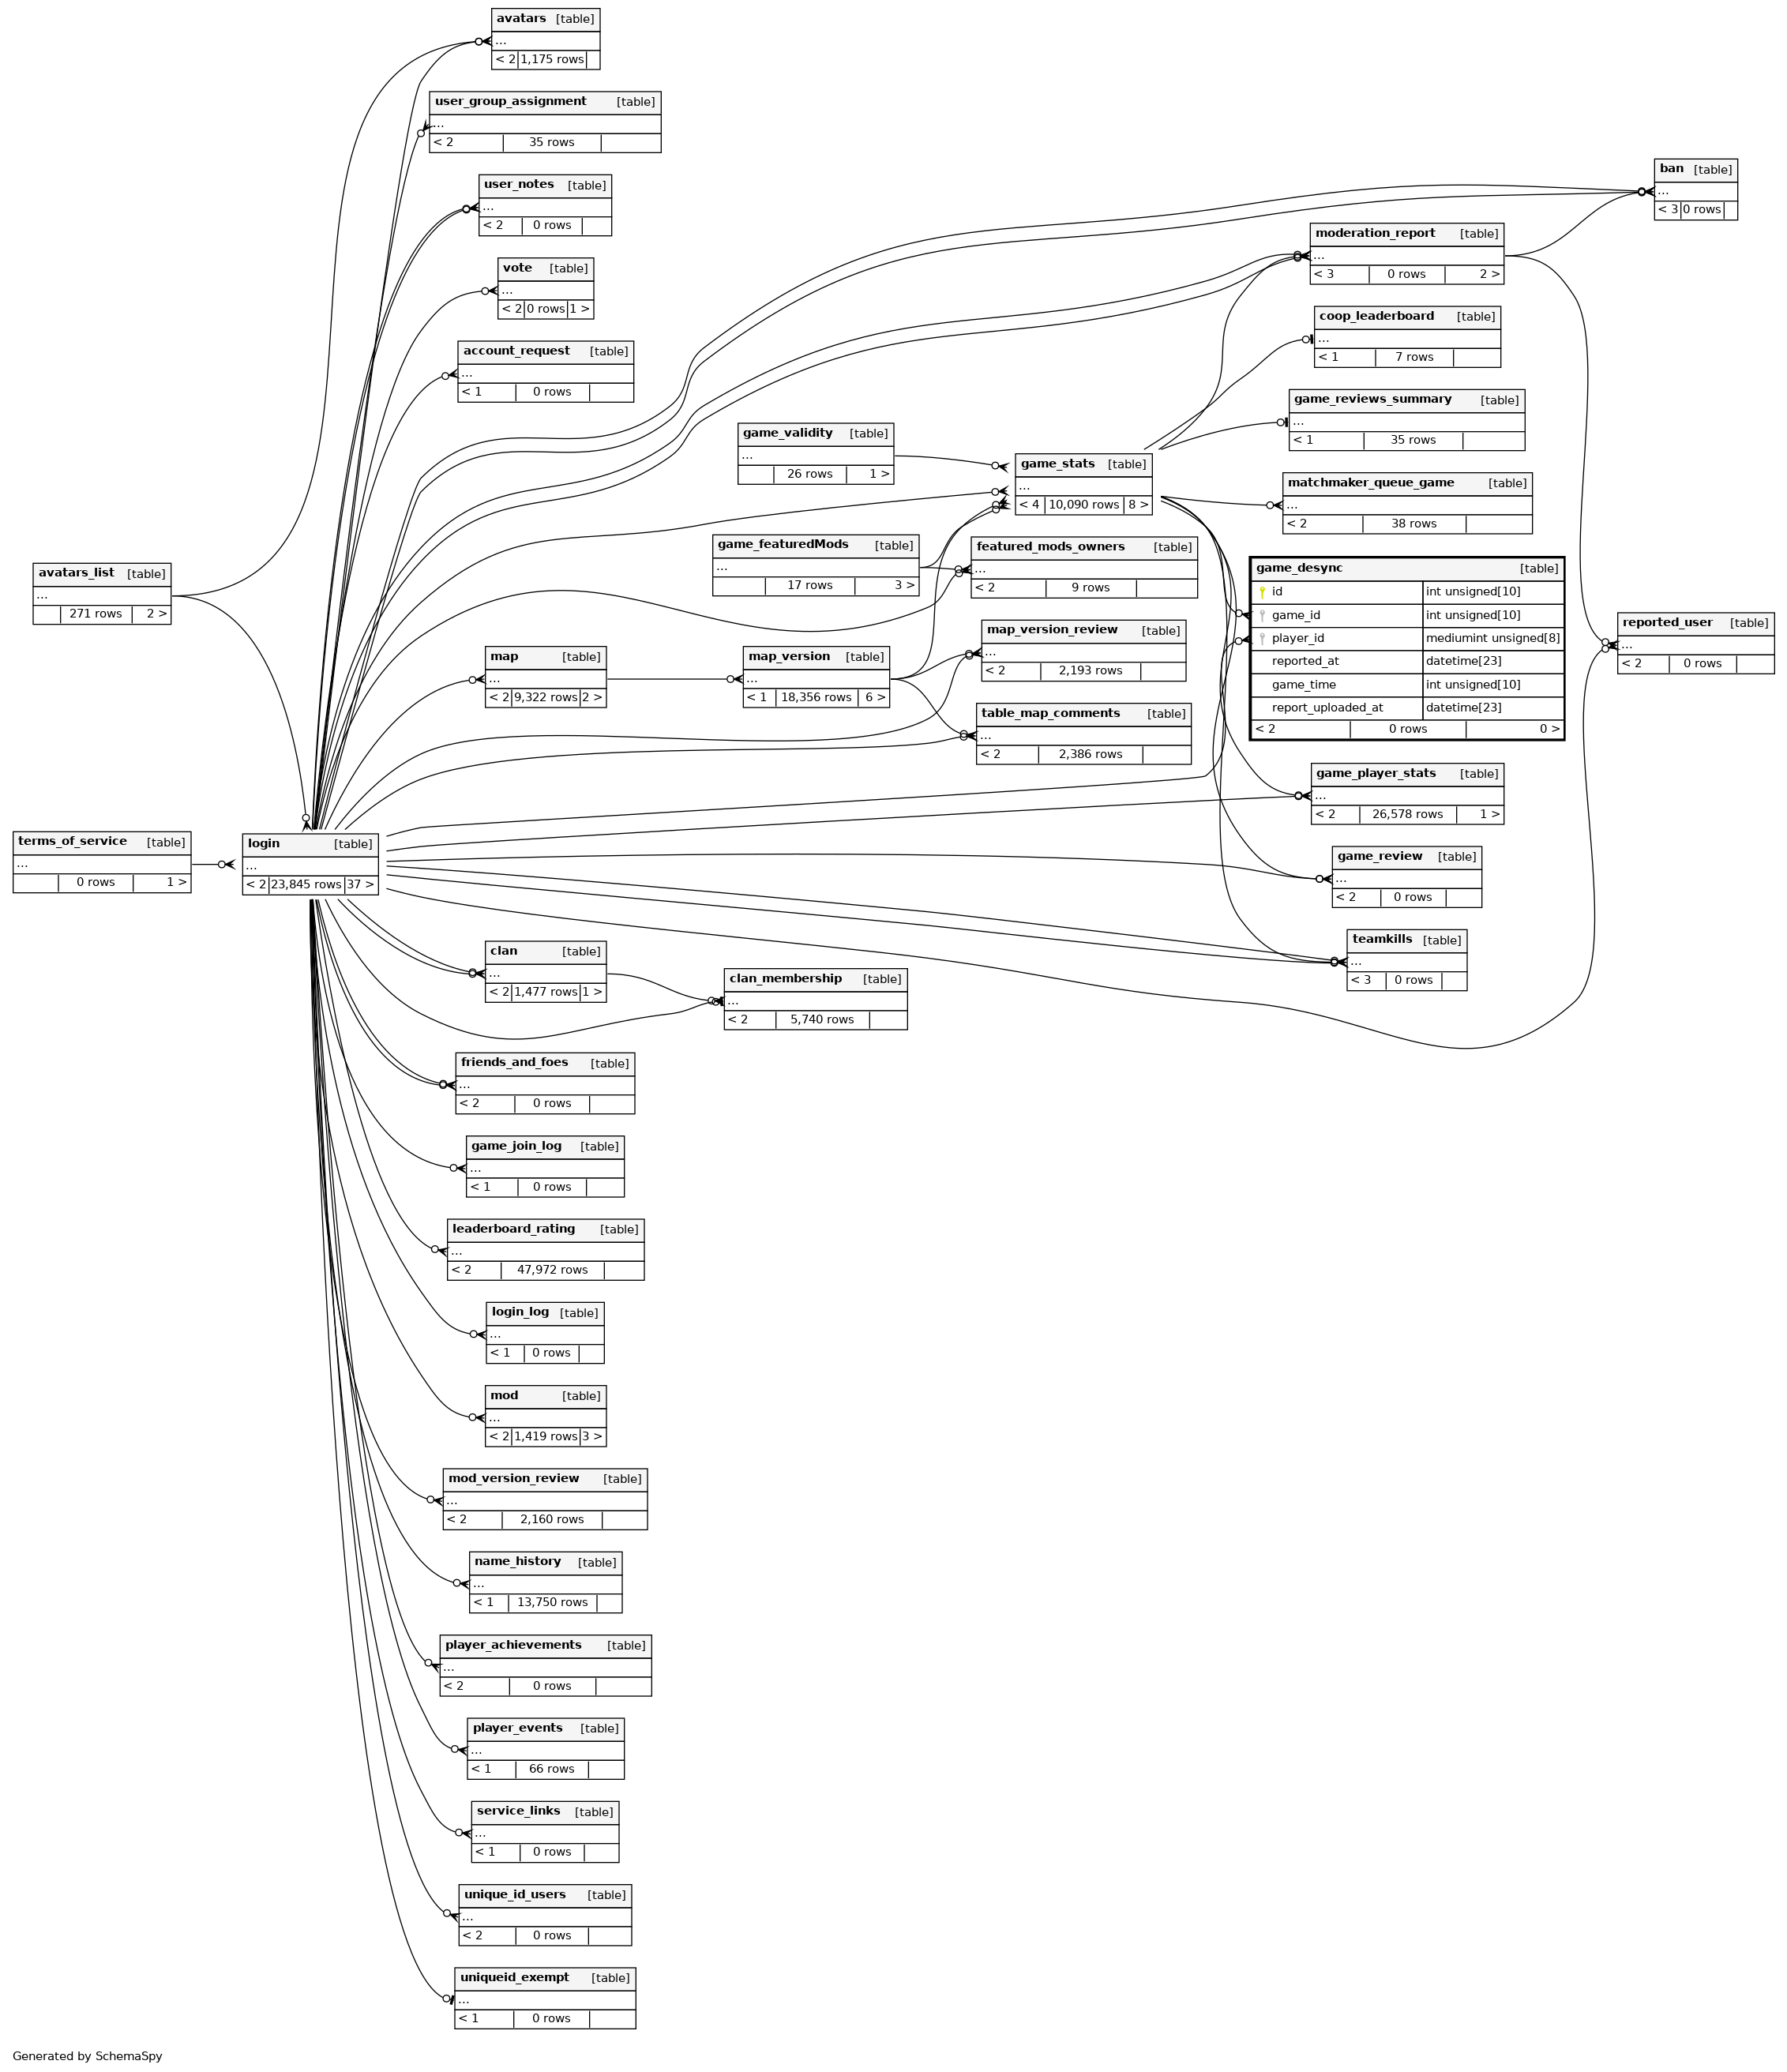 avatars [table]
...
< 2 1,175 rows
user_group_assignment [table]
...
< 2 35 rows
user_notes [table]
...
< 2 0 rows
vote [table]
...
< 2 0 rows 1 >
account_request [table]
...
< 1 0 rows
ban [table]
...
< 3 0 rows
moderation_report [table]
...
< 3 0 rows 2 >
coop_leaderboard [table]
...
< 1 7 rows
game_reviews_summary [table]
...
< 1 35 rows
game_validity [table]
...
26 rows 1 >
game_stats [table]
...
< 4 10,090 rows 8 >
matchmaker_queue_game [table]
...
< 2 38 rows
game_featuredMods [table]
...
17 rows 3 >
featured_mods_owners [table]
...
< 2 9 rows
game_desync [table]
id int unsigned[10]
game_id int unsigned[10]
player_id mediumint unsigned[8]
reported_at datetime[23]
game_time int unsigned[10]
report_uploaded_at datetime[23]
< 2 0 rows 0 >
avatars_list [table]
...
271 rows 2 >
reported_user [table]
...
< 2 0 rows
map [table]
...
< 2 9,322 rows 2 >
map_version [table]
...
< 1 18,356 rows 6 >
map_version_review [table]
...
< 2 2,193 rows
table_map_comments [table]
...
< 2 2,386 rows
game_player_stats [table]
...
< 2 26,578 rows 1 >
terms_of_service [table]
...
0 rows 1 >
login [table]
...
< 2 23,845 rows 37 >
game_review [table]
...
< 2 0 rows
teamkills [table]
...
< 3 0 rows
clan [table]
...
< 2 1,477 rows 1 >
clan_membership [table]
...
< 2 5,740 rows
friends_and_foes [table]
...
< 2 0 rows
game_join_log [table]
...
< 1 0 rows
leaderboard_rating [table]
...
< 2 47,972 rows
login_log [table]
...
< 1 0 rows
mod [table]
...
< 2 1,419 rows 3 >
mod_version_review [table]
...
< 2 2,160 rows
name_history [table]
...
< 1 13,750 rows
player_achievements [table]
...
< 2 0 rows
player_events [table]
...
< 1 66 rows
service_links [table]
...
< 1 0 rows
unique_id_users [table]
...
< 2 0 rows
uniqueid_exempt [table]
...
< 1 0 rows
Generated by SchemaSpy